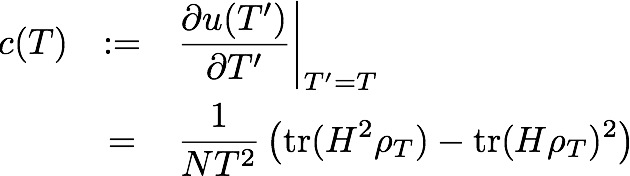 c(T) := ∂u(T′)/∂T′ |_{T′=T}
= 1/(NT²) (tr(H²ρ_T) − tr(Hρ_T)²)